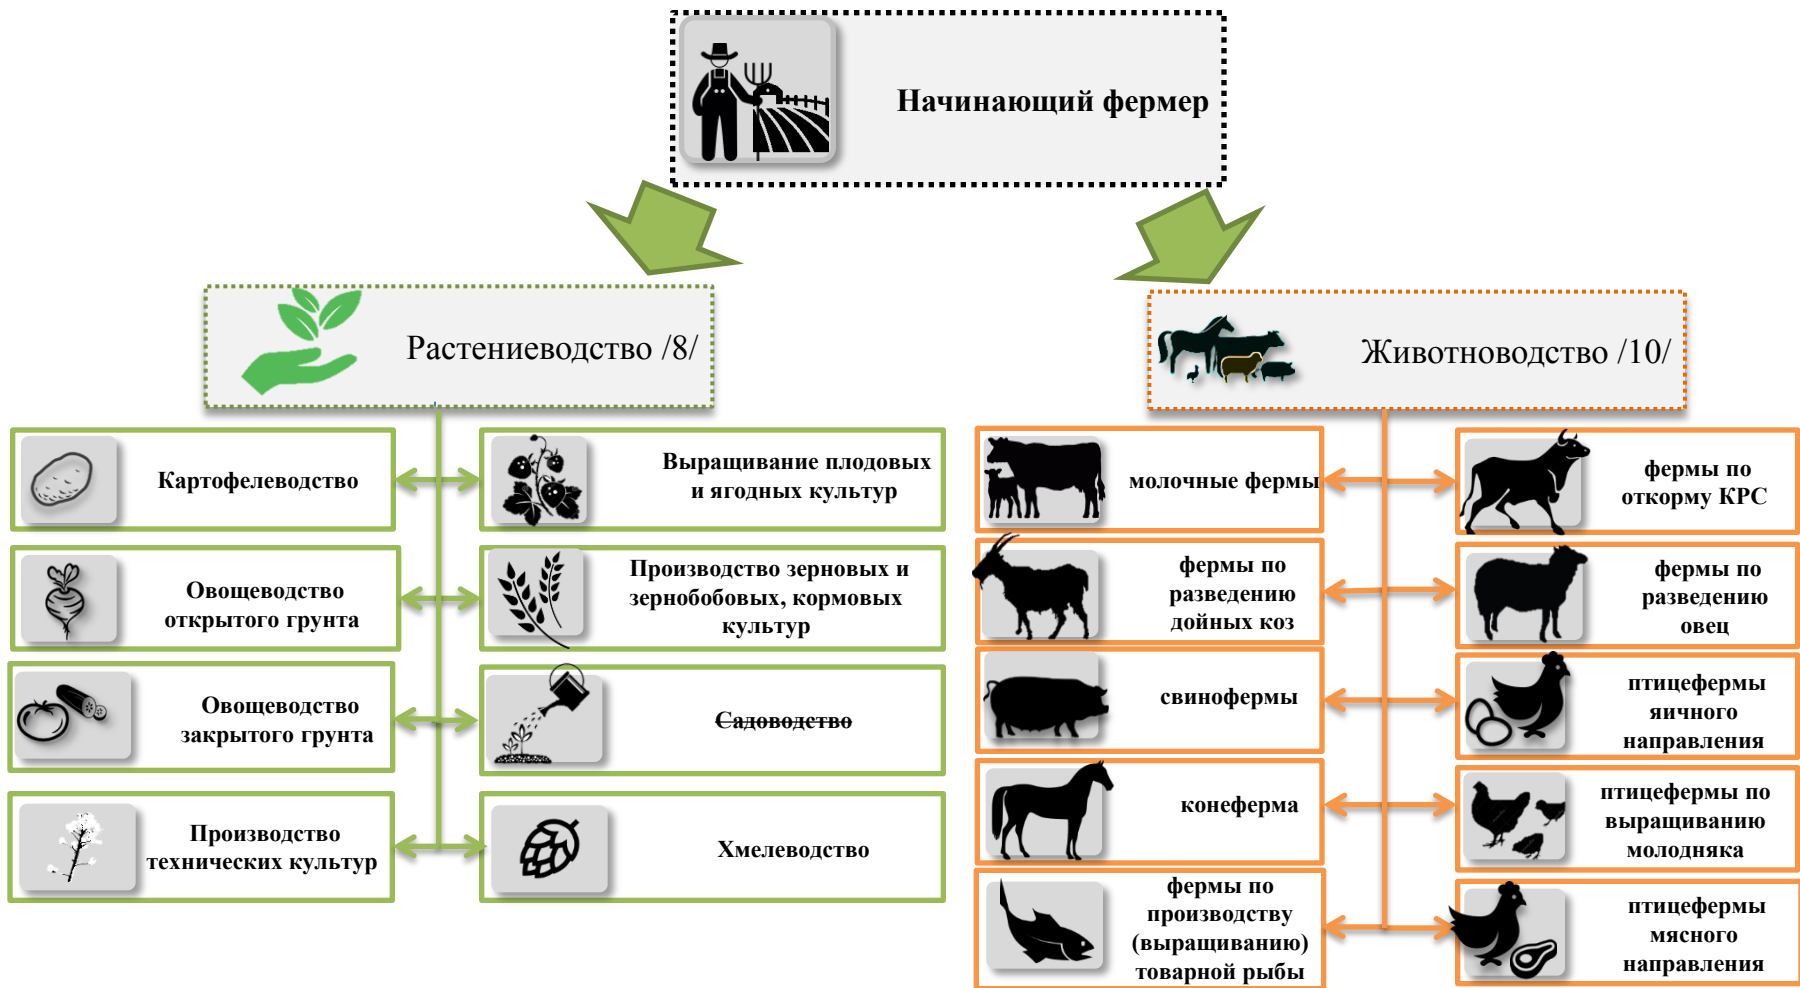 Начинающий фермер
Растениеводство /8/
Животноводство /10/
Картофелеводство
Выращивание плодовых
и ягодных культур
Овощеводство
открытого грунта
Производство зерновых и
зернобобовых, кормовых
культур
Овощеводство
закрытого грунта
Садоводство
Производство
технических культур
Хмелеводство
молочные фермы
фермы по
откорму КРС
фермы по
разведению
дойных коз
фермы по
разведению
овец
свинофермы
птицефермы
яичного
направления
конеферма
птицефермы по
выращиванию
молодняка
фермы по
производству
(выращиванию)
товарной рыбы
птицефермы
мясного
направления